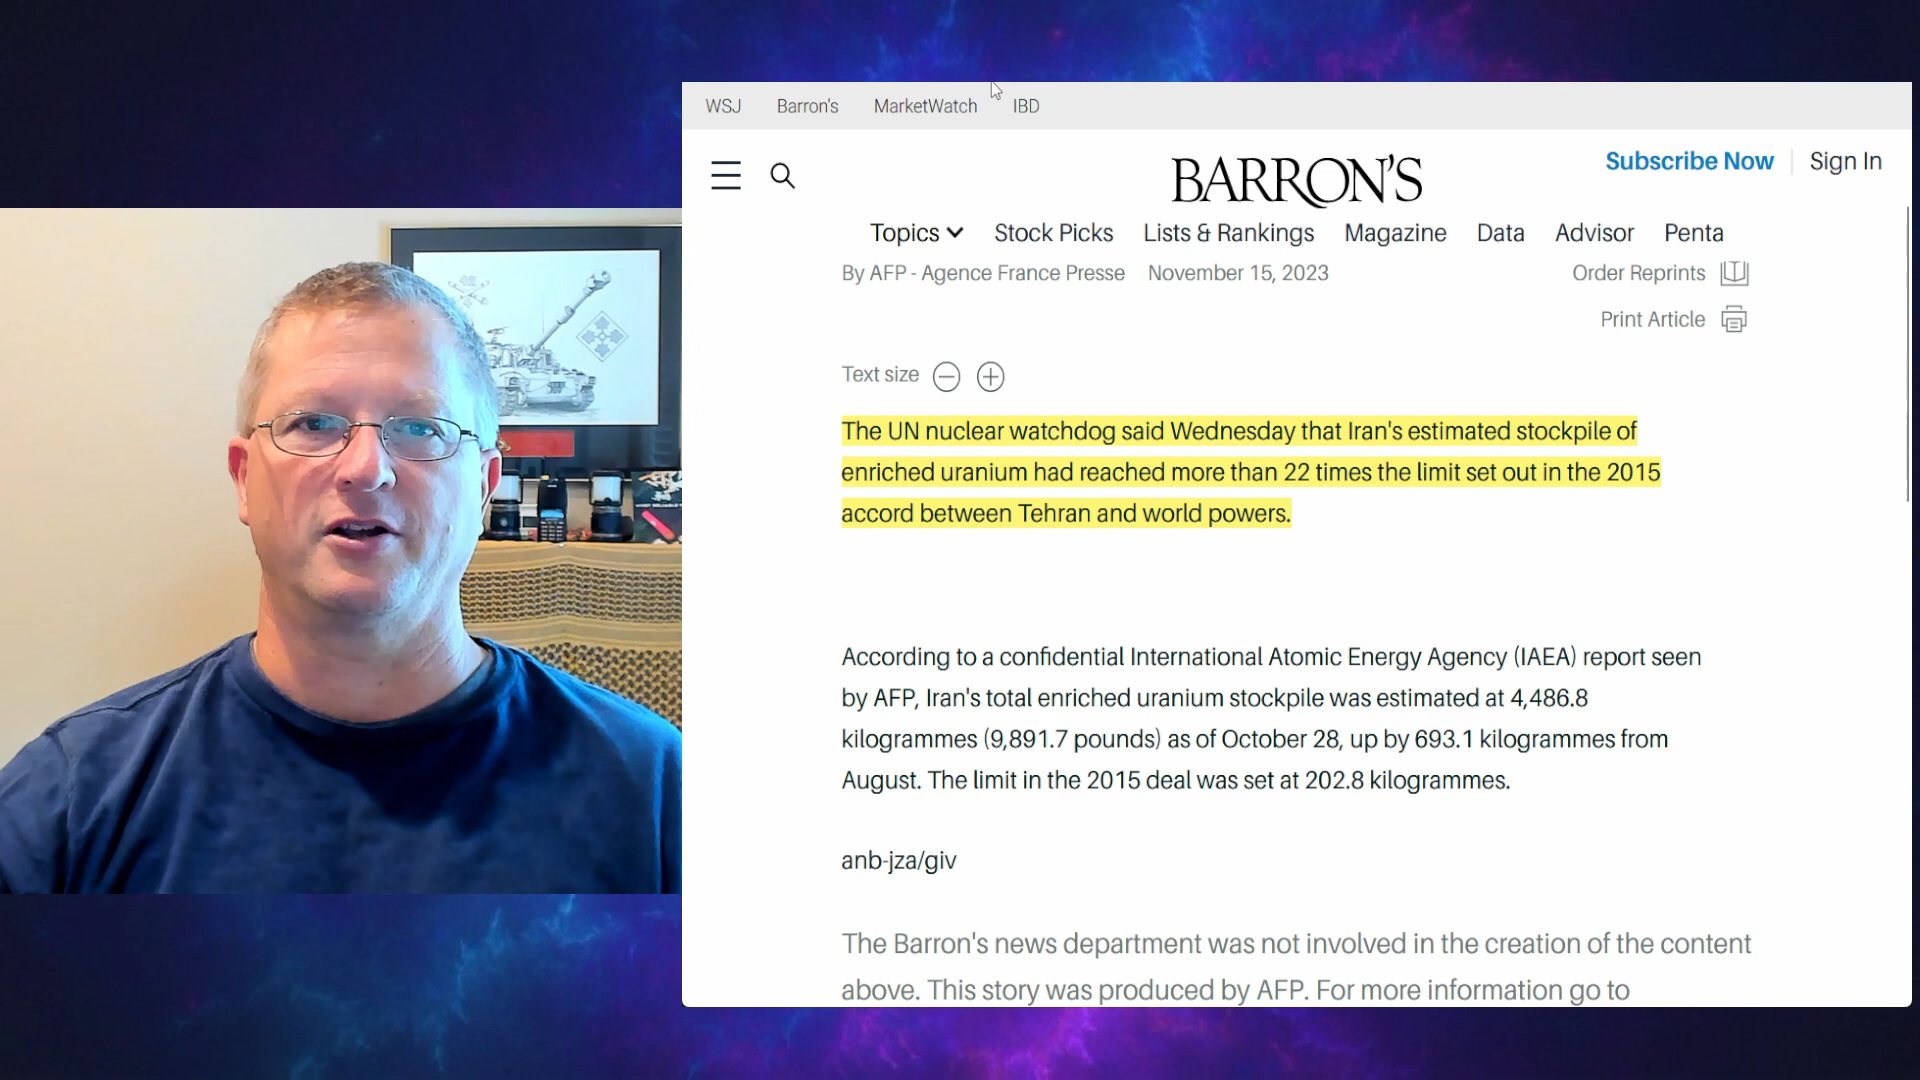 WSJ Barron's MarketWatch IBD
BARRON'S
Subscribe Now Sign In
Topics Stock Picks Lists & Rankings Magazine Data Advisor Penta
By AFP - Agence France Presse November 15, 2023
Order Reprints
Print Article
Text size
The UN nuclear watchdog said Wednesday that Iran's estimated stockpile of
enriched uranium had reached more than 22 times the limit set out in the 2015
accord between Tehran and world powers.
According to a confidential International Atomic Energy Agency (IAEA) report seen
by AFP, Iran's total enriched uranium stockpile was estimated at 4,486.8
kilogrammes (9,891.7 pounds) as of October 28, up by 693.1 kilogrammes from
August. The limit in the 2015 deal was set at 202.8 kilogrammes.
anb-jza/giv
The Barron's news department was not involved in the creation of the content
above. This story was produced by AFP. For more information go to